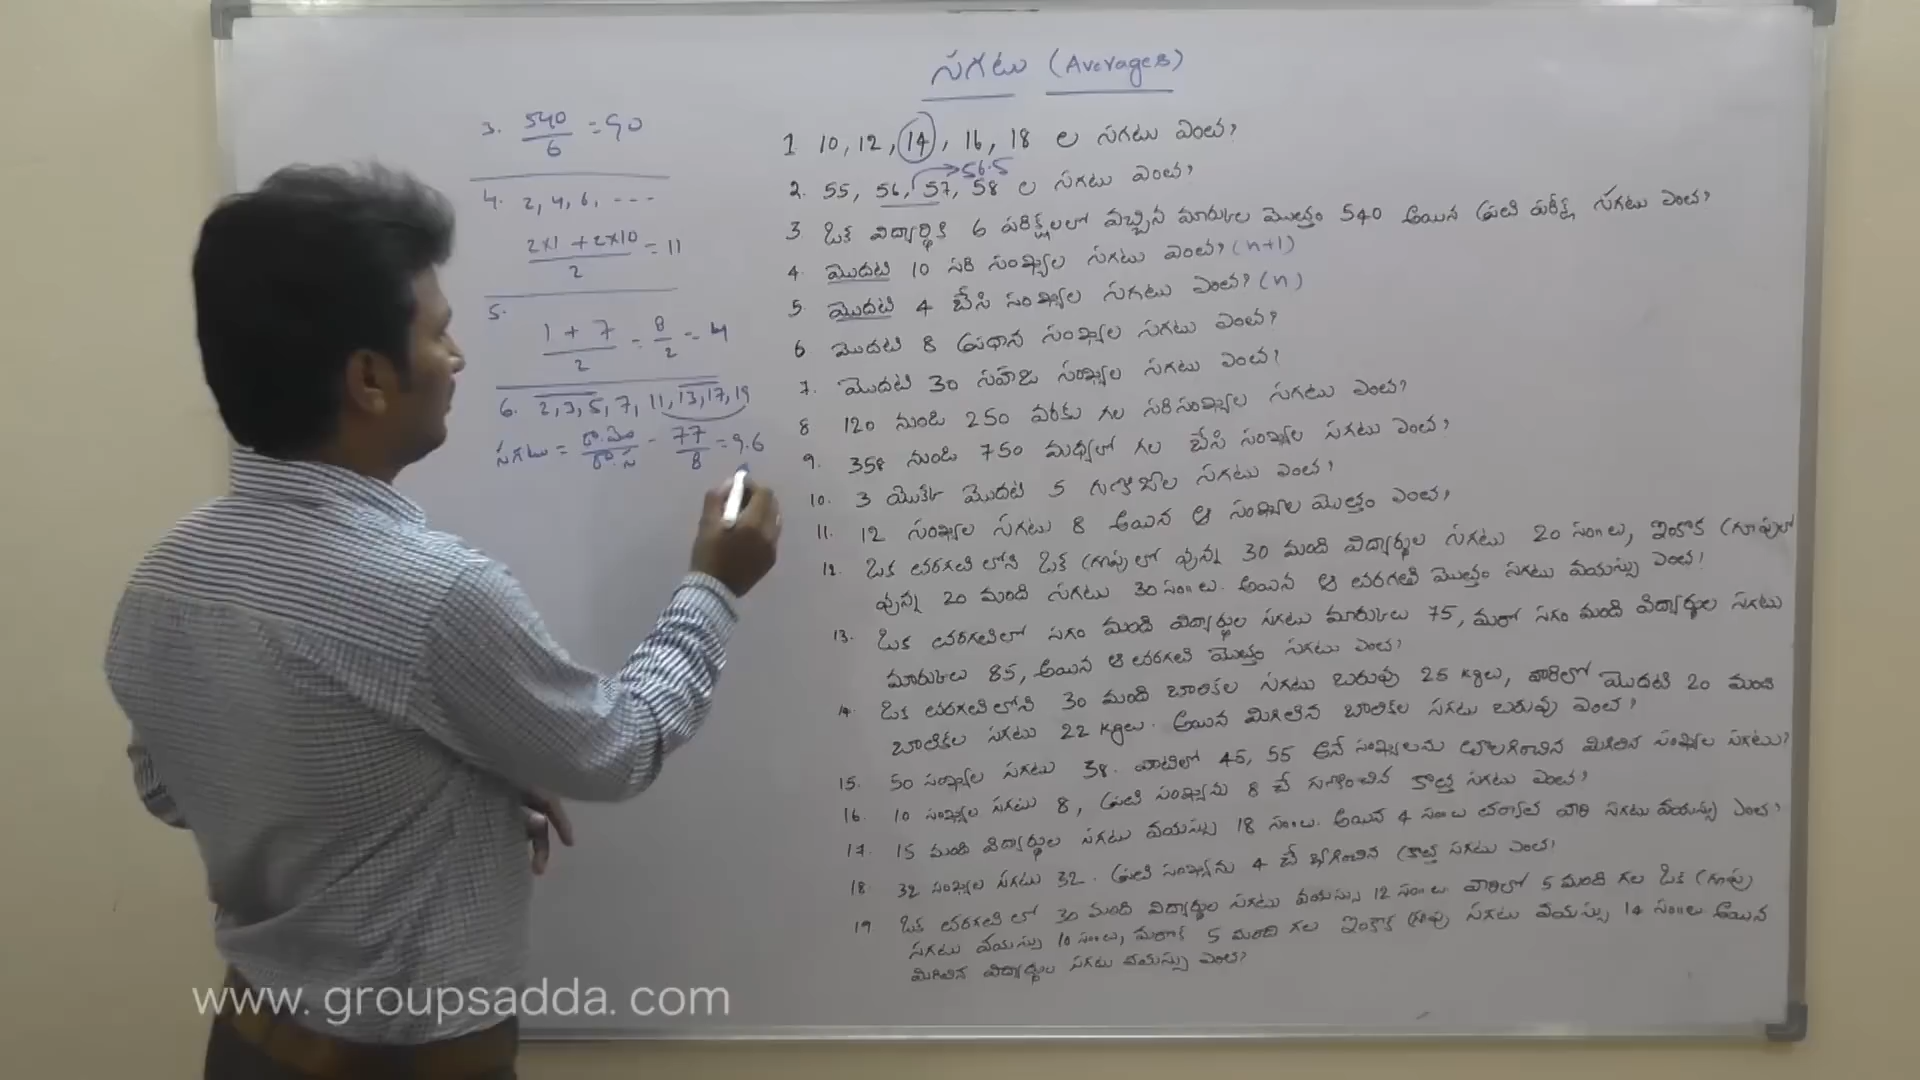 సగటు (Averages)
3. 540/6 = 90
4. 2, 4, 6, ---
2×1 + 2×10 / 2 = 11
5.
1 + 7 / 2 = 8/2 = 4
6. 2, 3, 5, 7, 11, 13, 17, 19
సగటు = రా.మొ/రా.సం = 77/8 = 9.6
1 10, 12, 14, 16, 18 ల సగటు ఎంత?
→56.5
2. 55, 56, 57, 58 ల సగటు ఎంత?
3 ఒక విద్యార్థికి 6 పరీక్షలలో వచ్చిన మార్కుల మొత్తం 540 అయిన ప్రతి పరీక్ష సగటు ఎంత?
4. మొదటి 10 సరి సంఖ్యల సగటు ఎంత? (n+1)
5 మొదటి 4 బేసి సంఖ్యల సగటు ఎంత? (n)
6 మొదటి 8 ప్రధాన సంఖ్యల సగటు ఎంత?
7. మొదటి 30 సహజ సంఖ్యల సగటు ఎంత?
8 120 నుండి 250 వరకు గల సరిసంఖ్యల సగటు ఎంత?
9. 358 నుండి 750 మధ్యలో గల బేసి సంఖ్యల సగటు ఎంత?
10. 3 యొక్క మొదటి 5 గుణిజాల సగటు ఎంత?
11. 12 సంఖ్యల సగటు 8 అయిన ఆ సంఖ్యల మొత్తం ఎంత?
12. ఒక తరగతి లోని ఒక గ్రూపులో వున్న 30 మంది విద్యార్థుల సగటు 20 సం॥లు, ఇంకొక గ్రూపులో
వున్న 20 మంది సగటు 30 సం॥లు. అయిన ఆ తరగతి మొత్తం సగటు వయస్సు ఎంత?
13. ఒక తరగతిలో సగం మంది విద్యార్థుల సగటు మార్కులు 75, మరో సగం మంది విద్యార్థుల సగటు
మార్కులు 85, అయిన ఆ తరగతి మొత్తం సగటు ఎంత?
14. ఒక తరగతి లోని 30 మంది బాలికల సగటు బరువు 25 kgలు, వారిలో మొదటి 20 మంది
బాలికల సగటు 22 kgలు. అయిన మిగిలిన బాలికల సగటు బరువు ఎంత?
15. 50 సంఖ్యల సగటు 38. వాటిలో 45, 55 అనే సంఖ్యలను తొలగించిన మిగిలిన సంఖ్యల సగటు?
16. 10 సంఖ్యల సగటు 8, ప్రతి సంఖ్యను 8 చే గుణించిన కొత్త సగటు ఎంత?
17. 15 మంది విద్యార్థుల సగటు వయస్సు 18 సం॥లు. అయిన 4 సం॥లు తర్వాత వారి సగటు వయస్సు ఎంత?
18. 32 సంఖ్యల సగటు 32. ప్రతి సంఖ్యను 4 చే భాగించిన క్రొత్త సగటు ఎంత?
19 ఒక తరగతి లో 30 మంది విద్యార్థుల సగటు వయస్సు 12 సం॥లు. వారిలో 5 మంది గల ఒక గ్రూపు
సగటు వయస్సు 10 సం॥లు, మరొక 5 మంది గల ఇంకొక గ్రూపు సగటు వయస్సు 14 సం॥లు అయిన
మిగిలిన విద్యార్థుల సగటు వయస్సు ఎంత?
www.groupsadda.com